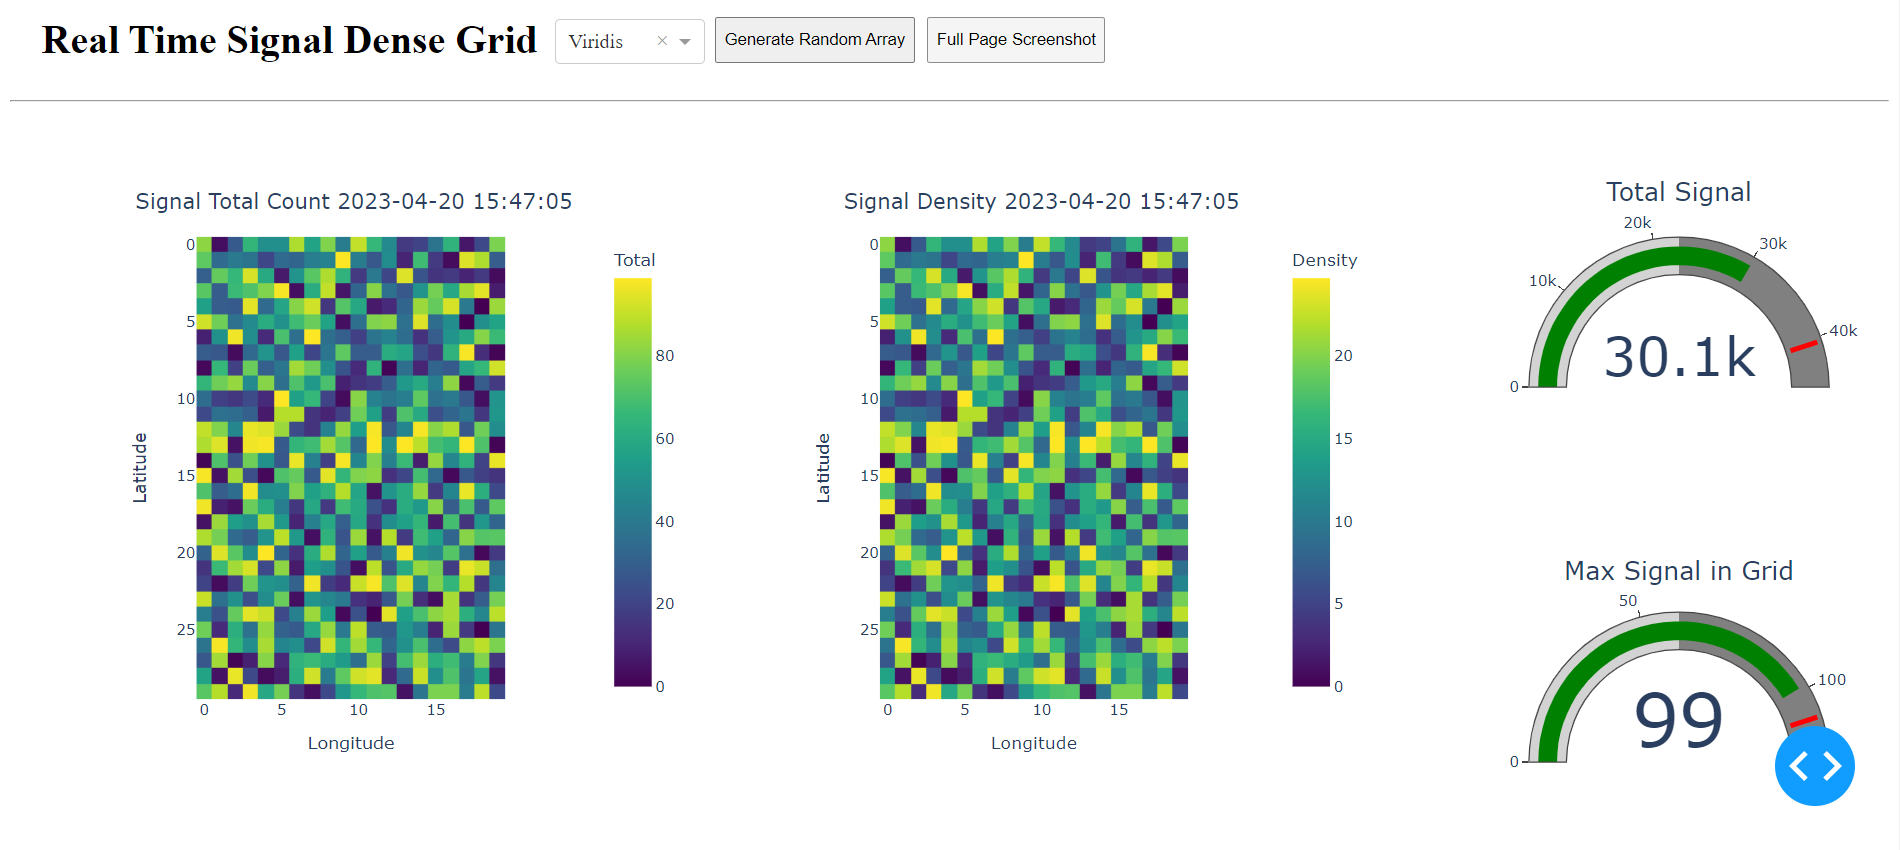 Real Time Signal Dense Grid
Viridis ×
Generate Random Array
Full Page Screenshot
Signal Total Count 2023-04-20 15:47:05
0
5
10
15
20
25
Latitude
0 5 10 15
Longitude
Total
80
60
40
20
0
Signal Density 2023-04-20 15:47:05
0
5
10
15
20
25
Latitude
0 5 10 15
Longitude
Density
20
15
10
5
0
Total Signal
0
10k
20k
30k
40k
30.1k
Max Signal in Grid
0
50
100
99